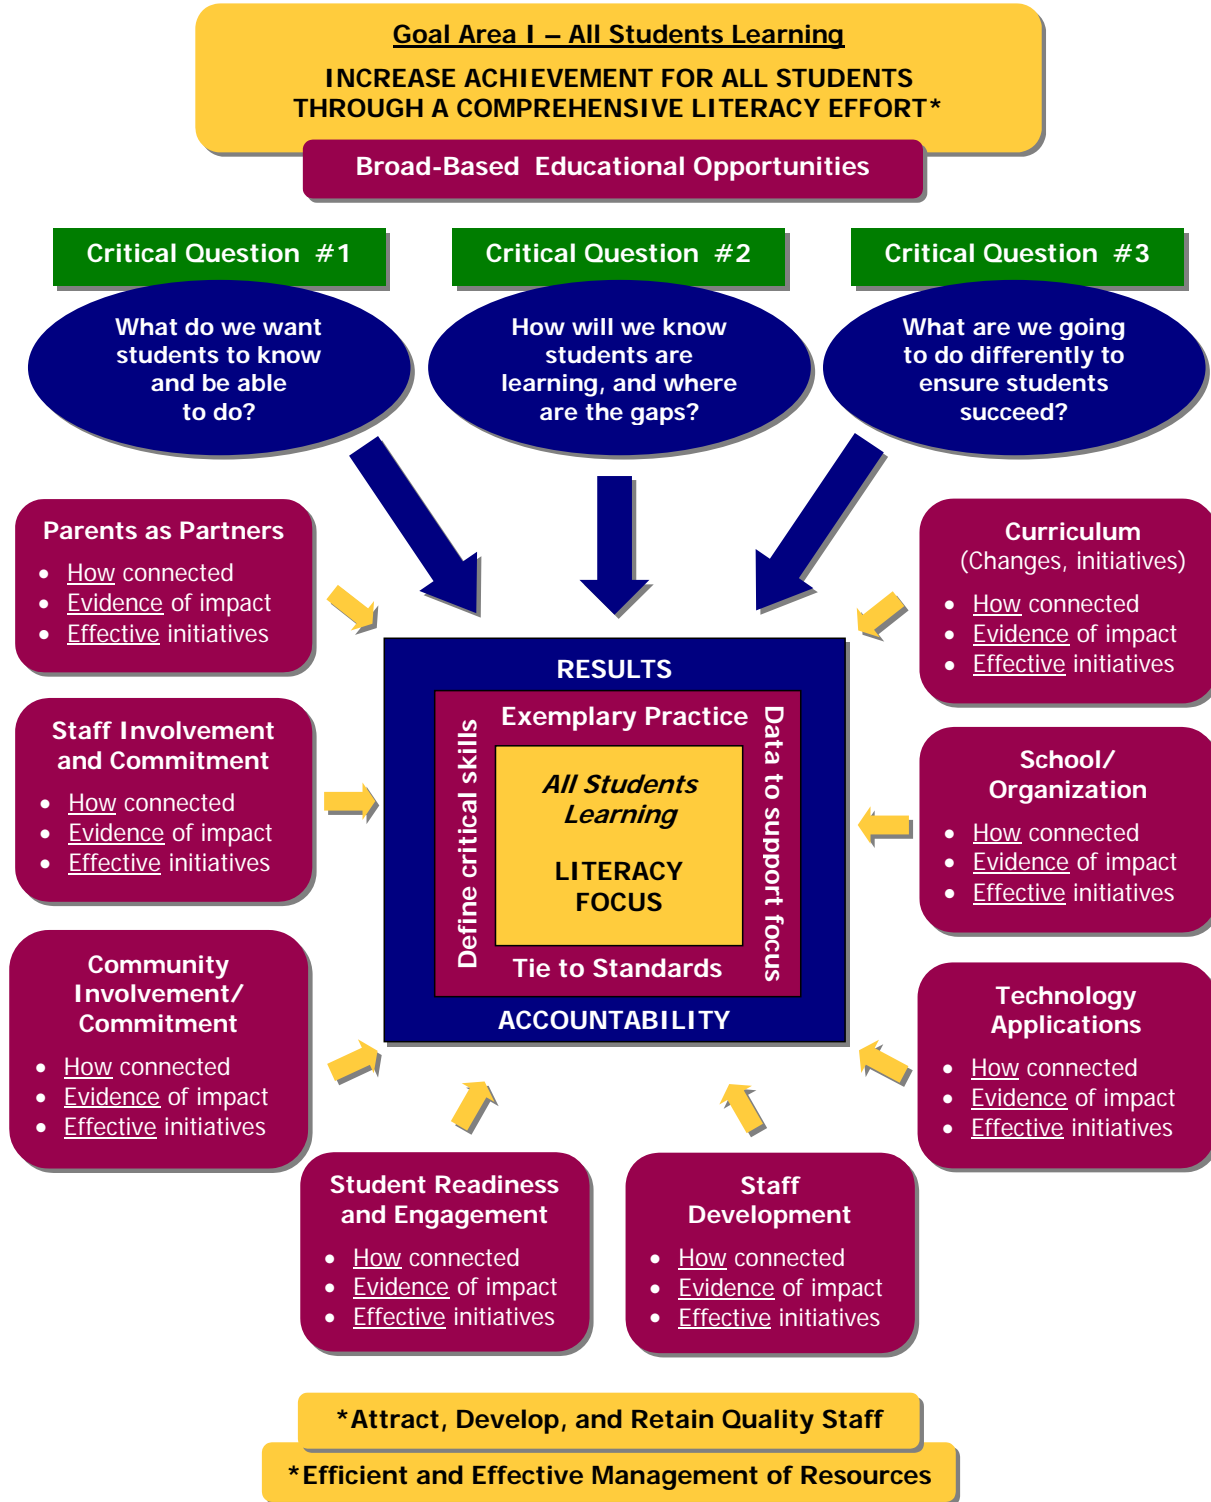 Goal Area I – All Students Learning
INCREASE ACHIEVEMENT FOR ALL STUDENTS
THROUGH A COMPREHENSIVE LITERACY EFFORT*
Broad-Based Educational Opportunities
Critical Question #1
What do we want
students to know
and be able
to do?
Critical Question #2
How will we know
students are
learning, and where
are the gaps?
Critical Question #3
What are we going
to do differently to
ensure students
succeed?
Parents as Partners
• How connected
• Evidence of impact
• Effective initiatives
Staff Involvement
and Commitment
• How connected
• Evidence of impact
• Effective initiatives
Community
Involvement/
Commitment
• How connected
• Evidence of impact
• Effective initiatives
RESULTS
Exemplary Practice
Define critical skills
Data to support focus
All Students
Learning
LITERACY
FOCUS
Tie to Standards
ACCOUNTABILITY
Curriculum
(Changes, initiatives)
• How connected
• Evidence of impact
• Effective initiatives
School/
Organization
• How connected
• Evidence of impact
• Effective initiatives
Technology
Applications
• How connected
• Evidence of impact
• Effective initiatives
Student Readiness
and Engagement
• How connected
• Evidence of impact
• Effective initiatives
Staff
Development
• How connected
• Evidence of impact
• Effective initiatives
*Attract, Develop, and Retain Quality Staff
*Efficient and Effective Management of Resources